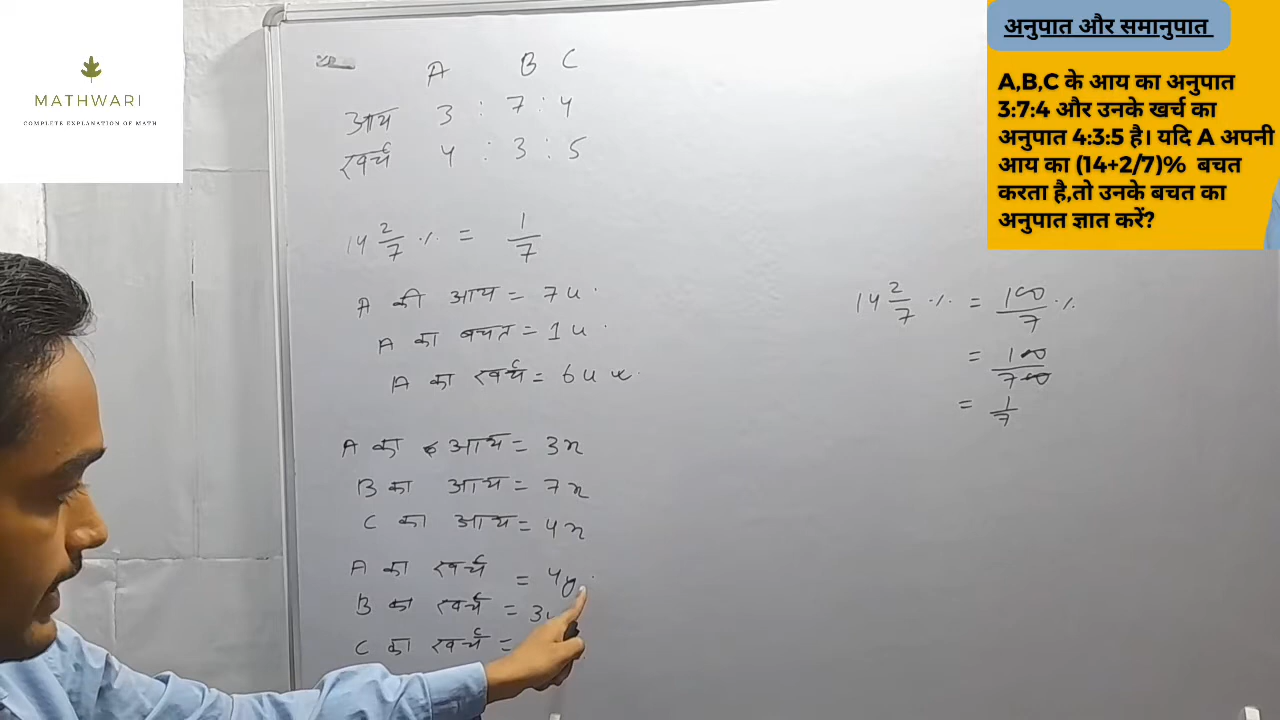 MATHWARI
COMPLETE EXPLANATION OF MATH
अनुपात और समानुपात
A,B,C के आय का अनुपात
3:7:4 और उनके खर्च का
अनुपात 4:3:5 है। यदि A अपनी
आय का (14+2/7)% बचत
करता है,तो उनके बचत का
अनुपात ज्ञात करें?
A B C
आय 3 : 7 : 4
खर्च 4 : 3 : 5
14 2/7 % = 1/7
A की आय = 7u
A का बचत = 1u
A का खर्च = 6u
A का आय = 3x
B का आय = 7x
C का आय = 4x
A का खर्च = 4y
B का खर्च = 3
C का खर्च =
14 2/7 % = 100/7 %
= 100/700
= 1/7